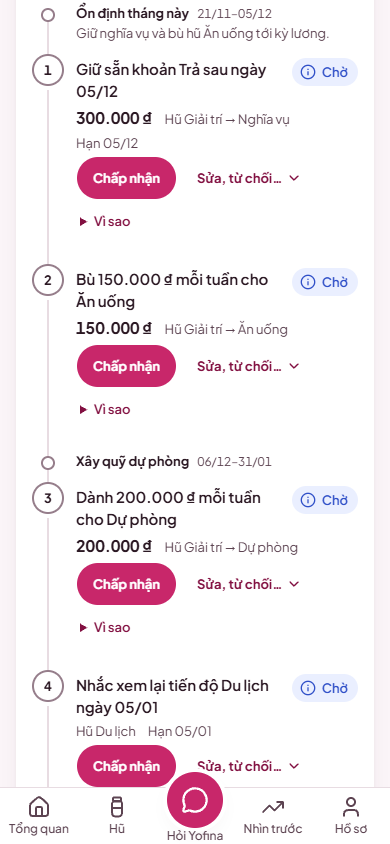 Ổn định tháng này 21/11–05/12
Giữ nghĩa vụ và bù hũ Ăn uống tới kỳ lương.
1 Giữ sẵn khoản Trả sau ngày Chờ
05/12
300.000 ₫ Hũ Giải trí → Nghĩa vụ
Hạn 05/12
Chấp nhận Sửa, từ chối…
Vì sao
2 Bù 150.000 ₫ mỗi tuần cho Chờ
Ăn uống
150.000 ₫ Hũ Giải trí → Ăn uống
Chấp nhận Sửa, từ chối…
Vì sao
Xây quỹ dự phòng 06/12–31/01
3 Dành 200.000 ₫ mỗi tuần Chờ
cho Dự phòng
200.000 ₫ Hũ Giải trí → Dự phòng
Chấp nhận Sửa, từ chối…
Vì sao
4 Nhắc xem lại tiến độ Du lịch Chờ
ngày 05/01
Hũ Du lịch Hạn 05/01
Chấp nhận Sửa, từ chối…
Tổng quan Hũ Hỏi Yofina Nhìn trước Hồ sơ